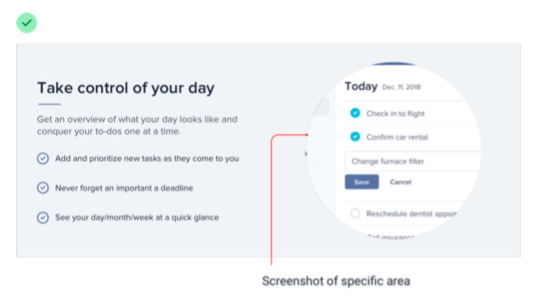 Take control of your day
Get an overview of what your day looks like and
conquer your to-dos one at a time.
Add and prioritize new tasks as they come to you
Never forget an important a deadline
See your day/month/week at a quick glance
Today Dec. 11, 2018
Check in to flight
Confirm car rental
Change furnace filter
Save Cancel
Reschedule dentist appoin
Screenshot of specific area